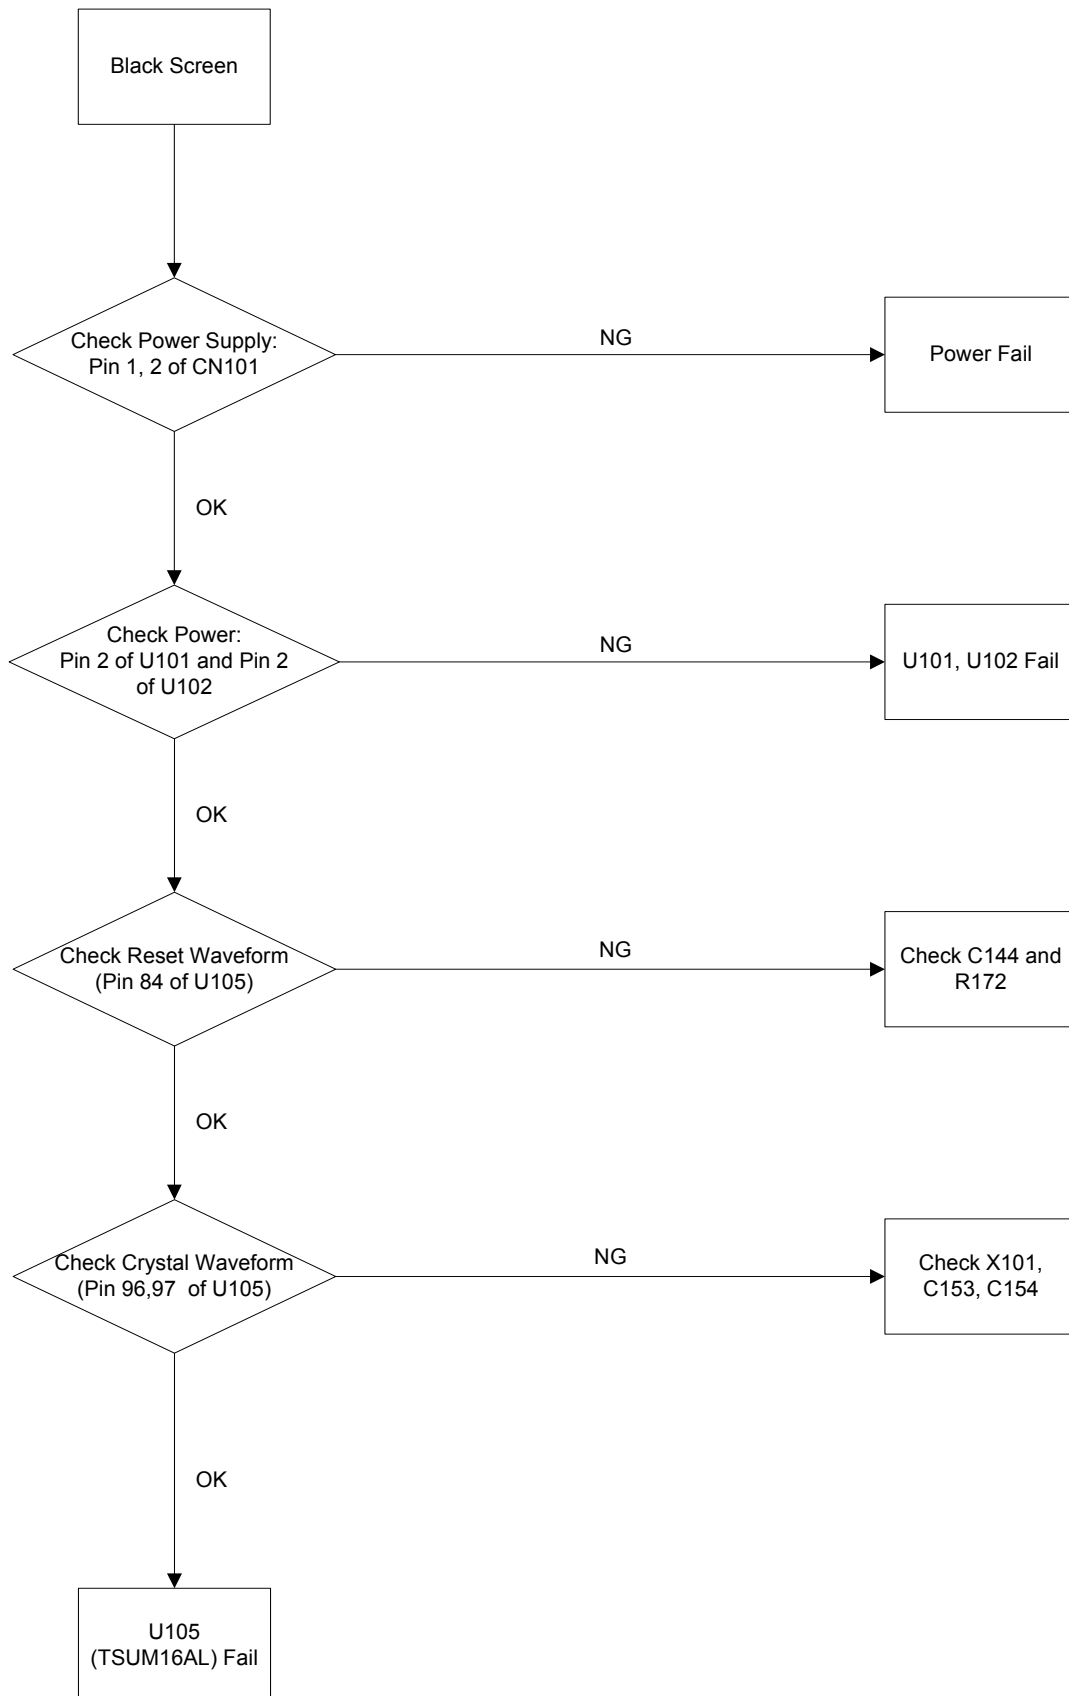 Black Screen
Check Power Supply:
Pin 1, 2 of CN101
NG
Power Fail
OK
Check Power:
Pin 2 of U101 and Pin 2
of U102
NG
U101, U102 Fail
OK
Check Reset Waveform
(Pin 84 of U105)
NG
Check C144 and
R172
OK
Check Crystal Waveform
(Pin 96,97 of U105)
NG
Check X101,
C153, C154
OK
U105
(TSUM16AL) Fail